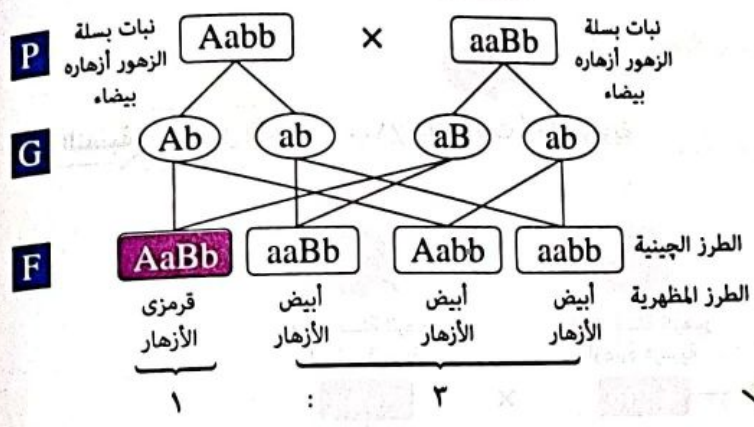 P
نبات بسلة
الزهور أزهاره
بيضاء
Aabb
×
aaBb
نبات بسلة
الزهور أزهاره
بيضاء
G
Ab
ab
aB
ab
F
AaBb
aaBb
Aabb
aabb
الطرز الچينية
قرمزى
الأزهار
أبيض
الأزهار
أبيض
الأزهار
أبيض
الأزهار
الطرز المظهرية
١ : ٣